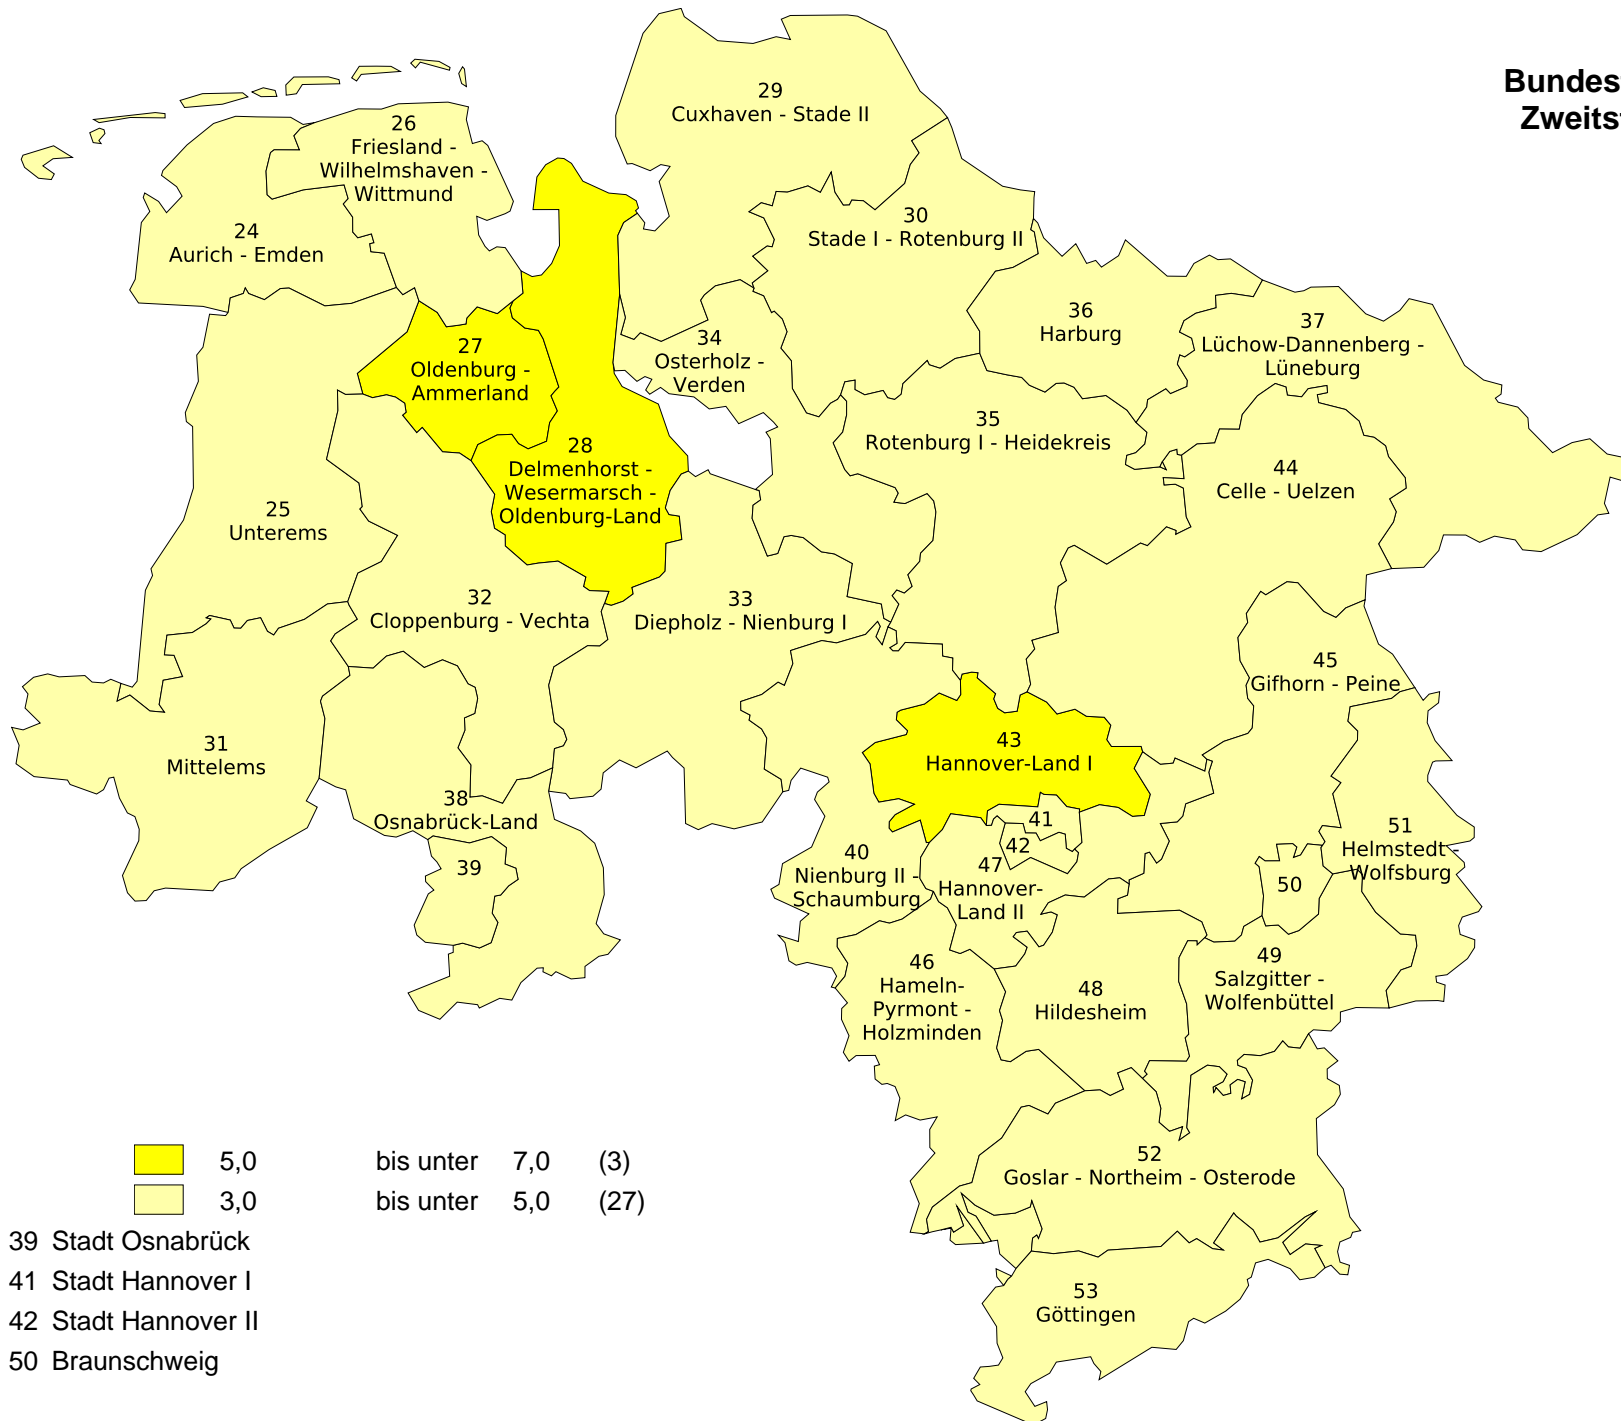 Bundes
Zweits
29
Cuxhaven - Stade II
26
Friesland -
Wilhelmshaven -
Wittmund
24
Aurich - Emden
30
Stade I - Rotenburg II
36
Harburg
37
Lüchow-Dannenberg -
Lüneburg
34
Osterholz -
Verden
27
Oldenburg -
Ammerland
35
Rotenburg I - Heidekreis
28
Delmenhorst -
Wesermarsch -
Oldenburg-Land
44
Celle - Uelzen
25
Unterems
32
Cloppenburg - Vechta
33
Diepholz - Nienburg I
45
Gifhorn - Peine
31
Mittelems
43
Hannover-Land I
38
Osnabrück-Land
41
42
51
Helmstedt -
Wolfsburg
39
40
Nienburg II -
Schaumburg
47
Hannover-
Land II
50
46
Hameln-
Pyrmont -
Holzminden
48
Hildesheim
49
Salzgitter -
Wolfenbüttel
52
Goslar - Northeim - Osterode
53
Göttingen
5,0 bis unter 7,0 (3)
3,0 bis unter 5,0 (27)
39 Stadt Osnabrück
41 Stadt Hannover I
42 Stadt Hannover II
50 Braunschweig